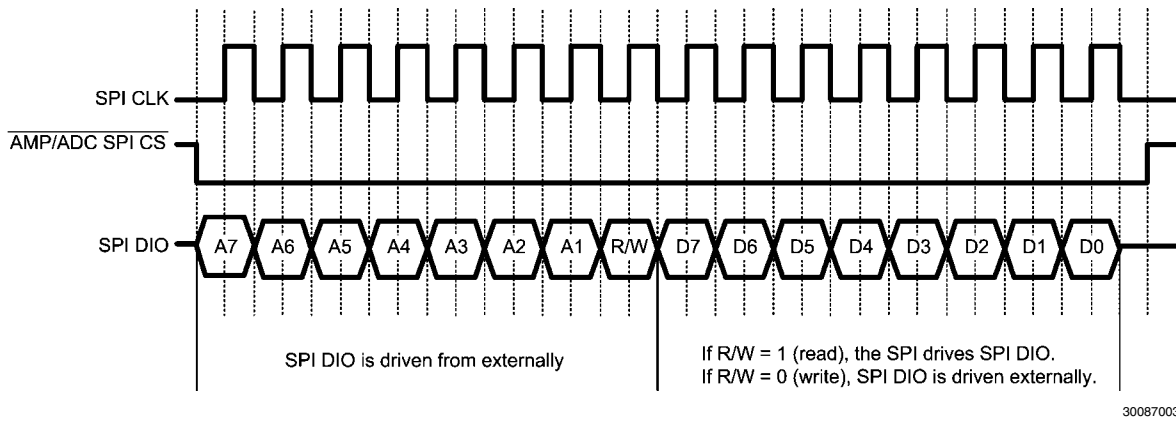 SPI CLK
AMP/ADC SPI CS
SPI DIO
A7 A6 A5 A4 A3 A2 A1 R/W D7 D6 D5 D4 D3 D2 D1 D0
SPI DIO is driven from externally
If R/W = 1 (read), the SPI drives SPI DIO.
If R/W = 0 (write), SPI DIO is driven externally.
30087003